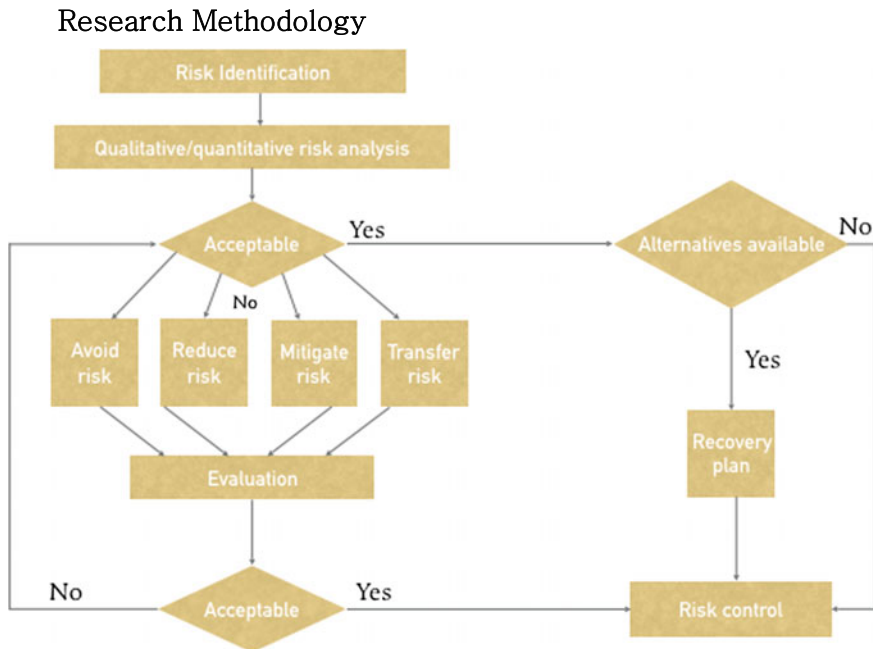 Research Methodology
Risk Identification
Qualitative/quantitative risk analysis
Acceptable
Yes
Alternatives available
No
No
Avoid
risk
Reduce
risk
Mitigate
risk
Transfer
risk
Yes
Recovery
plan
Evaluation
No
Acceptable
Yes
Risk control